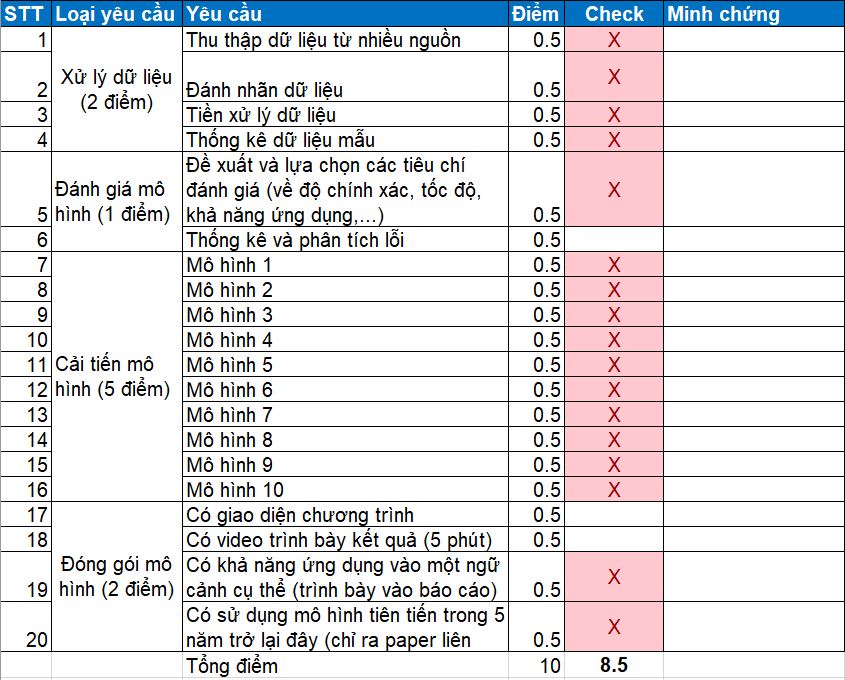 STT Loại yêu cầu Yêu cầu Điểm Check Minh chứng
1 Thu thập dữ liệu từ nhiều nguồn 0.5 X
Xử lý dữ liệu
(2 điểm)
2 Đánh nhãn dữ liệu 0.5 X
3 Tiền xử lý dữ liệu 0.5 X
4 Thống kê dữ liệu mẫu 0.5 X
Đánh giá mô
hình (1 điểm)
Đề xuất và lựa chọn các tiêu chí
đánh giá (về độ chính xác, tốc độ,
5 khả năng ứng dụng,...) 0.5 X
6 Thống kê và phân tích lỗi 0.5
7 Mô hình 1 0.5 X
8 Mô hình 2 0.5 X
9 Mô hình 3 0.5 X
10 Mô hình 4 0.5 X
Cải tiến mô
hình (5 điểm)
11 Mô hình 5 0.5 X
12 Mô hình 6 0.5 X
13 Mô hình 7 0.5 X
14 Mô hình 8 0.5 X
15 Mô hình 9 0.5 X
16 Mô hình 10 0.5 X
17 Có giao diện chương trình 0.5
18 Có video trình bày kết quả (5 phút) 0.5
Đóng gói mô
hình (2 điểm)
Có khả năng ứng dụng vào một ngữ
19 cảnh cụ thể (trình bày vào báo cáo) 0.5 X
Có sử dụng mô hình tiên tiến trong 5
20 năm trở lại đây (chỉ ra paper liên 0.5 X
Tổng điểm 10 8.5